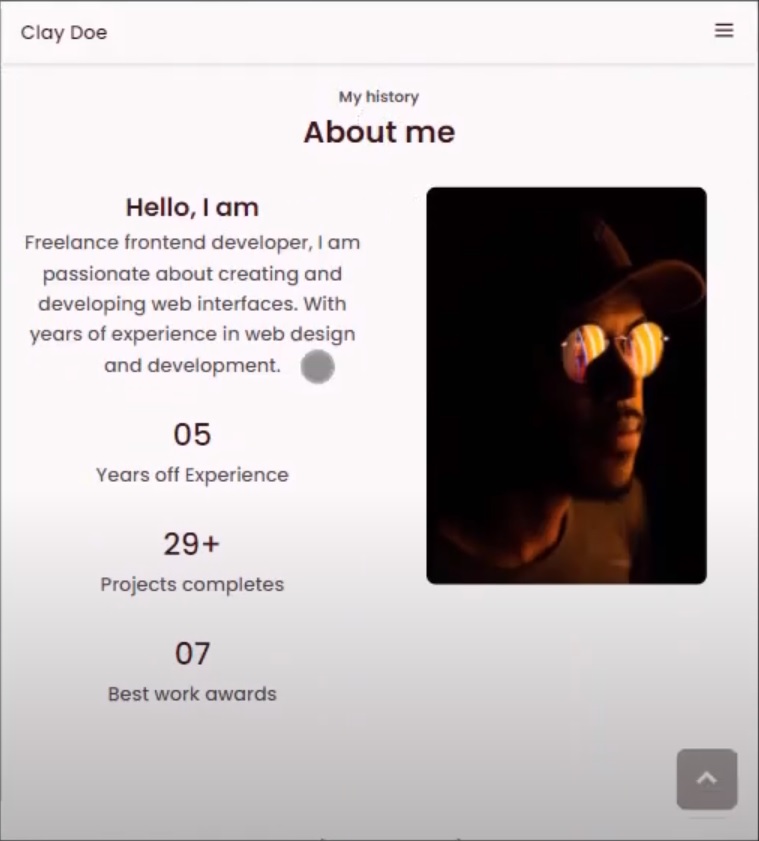 Clay Doe
My history
About me
Hello, I am
Freelance frontend developer, I am
passionate about creating and
developing web interfaces. With
years of experience in web design
and development.
05
Years off Experience
29+
Projects completes
07
Best work awards